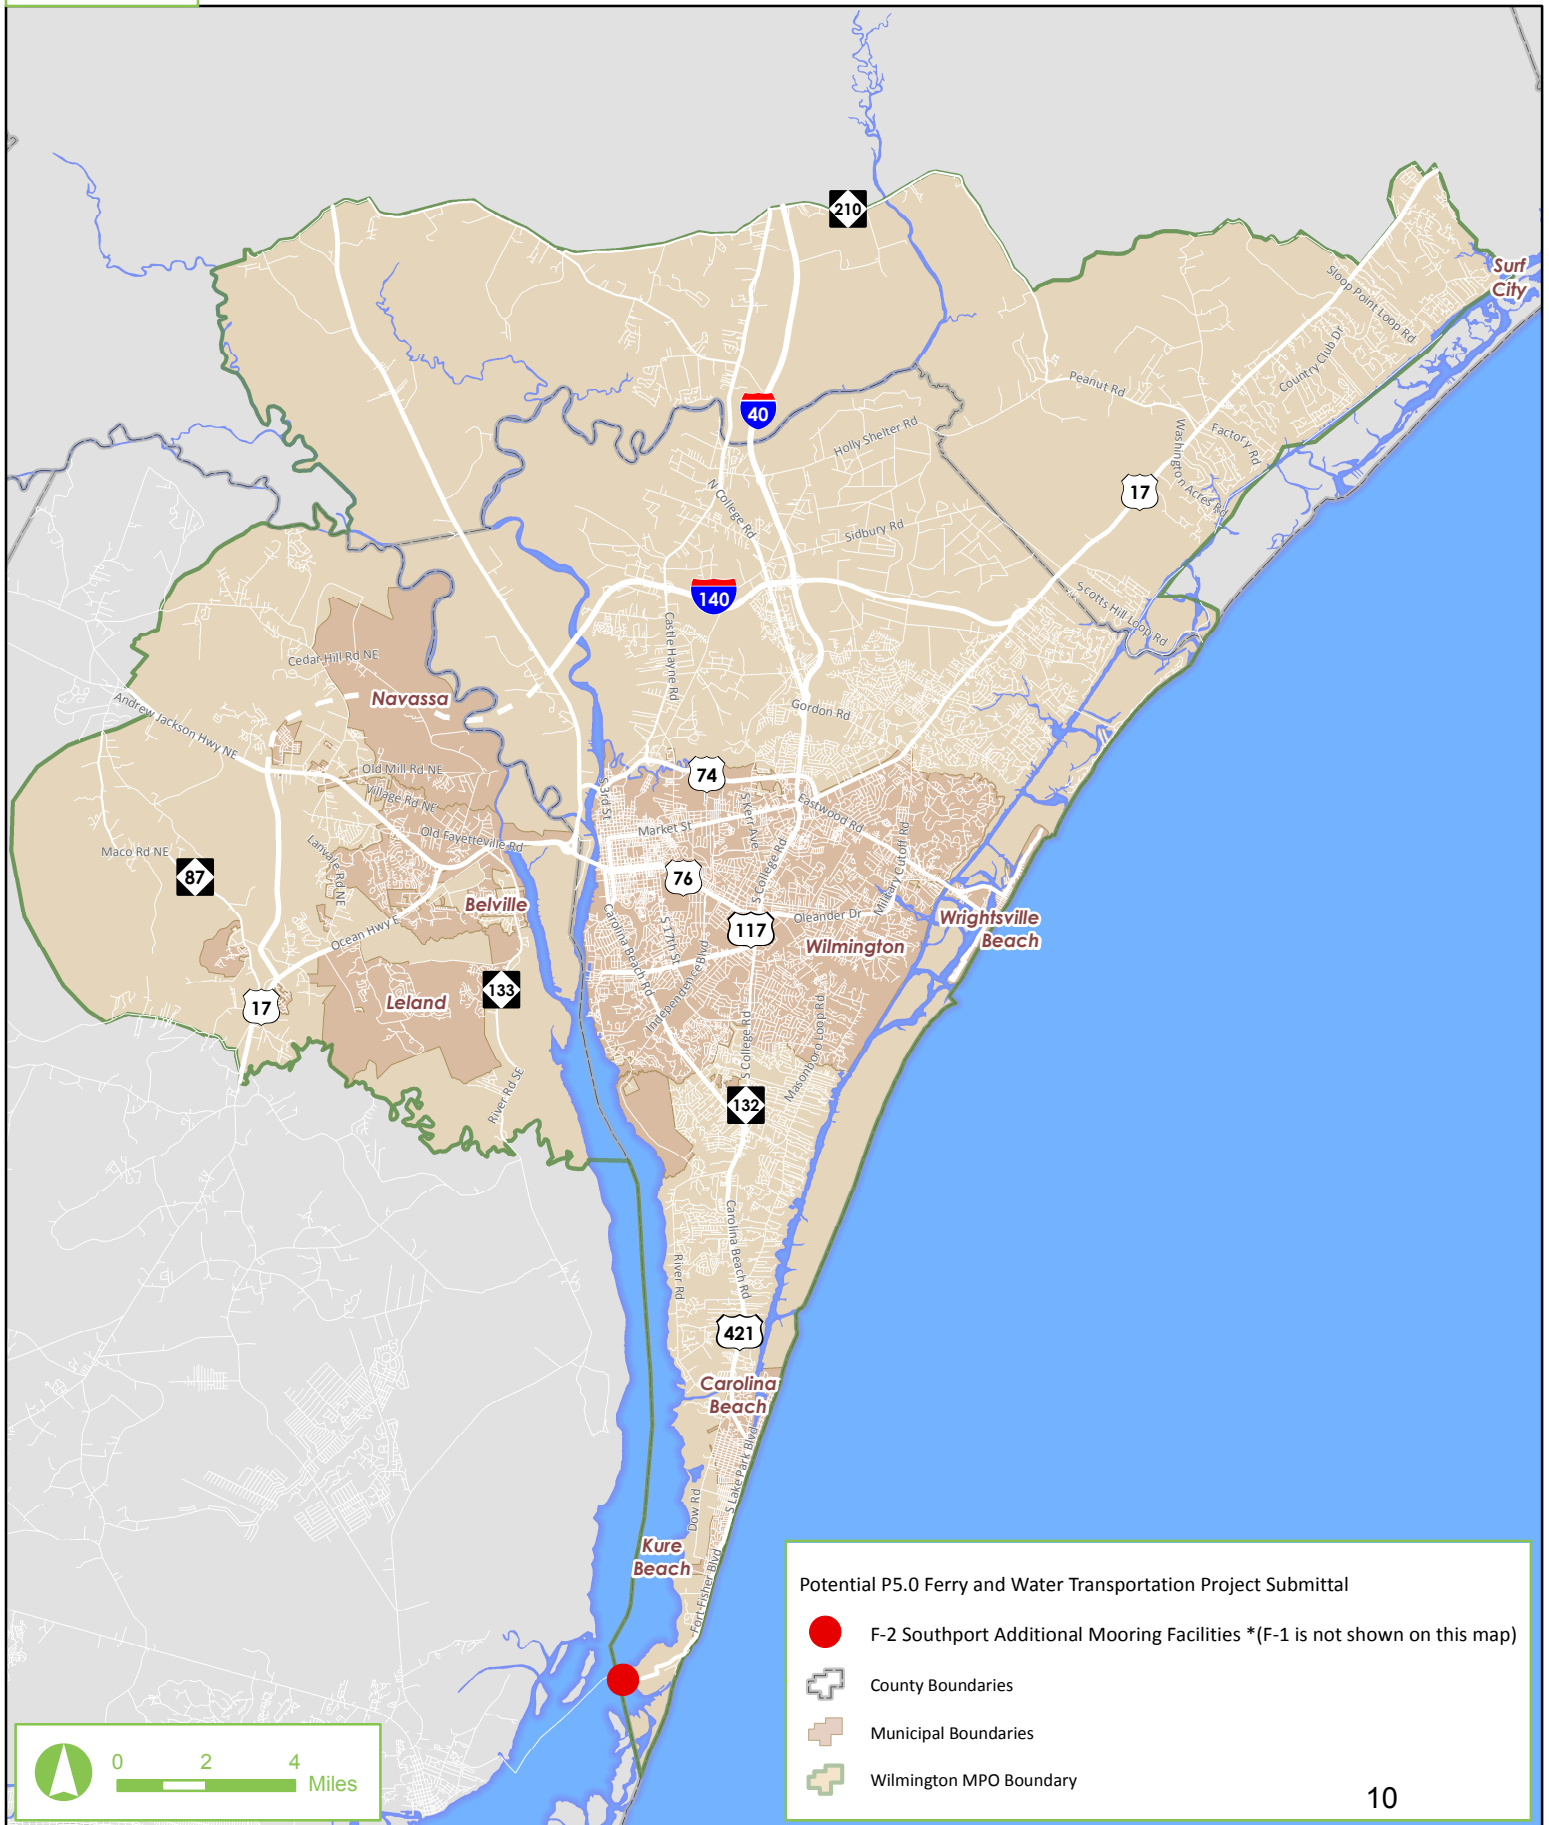 210
Surf
City
Sloop Point Loop Rd
Country Club Dr
Peanut Rd
40
Holly Shelter Rd
Factory Rd
Washington Acres Rd
17
N College Rd
Sidbury Rd
140
Scotts Hill Loop Rd
Castle Hayne Rd
Cedar Hill Rd NE
Navassa
Andrew Jackson Hwy NE
Gordon Rd
Old Mill Rd NE
74
Village Rd NE
S 3rd St
S Kerr Ave
Eastwood Rd
Market St
Old Fayetteville Rd
Military Cutoff Rd
Maco Rd NE
Lanvale Rd NE
87
76
S College Rd
Belville
Oleander Dr
Wrightsville
Beach
Ocean Hwy E
Carolina Beach Rd
S 17th St
117
Wilmington
Independence Blvd
133
Leland
17
S College Rd
Masonboro Loop Rd
River Rd SE
132
Carolina Beach Rd
River Rd
421
Carolina
Beach
S Lake Park Blvd
Dow Rd
Kure
Beach
Fort Fisher Blvd
Potential P5.0 Ferry and Water Transportation Project Submittal
F-2 Southport Additional Mooring Facilities *(F-1 is not shown on this map)
County Boundaries
Municipal Boundaries
Wilmington MPO Boundary
0 2 4
Miles
10